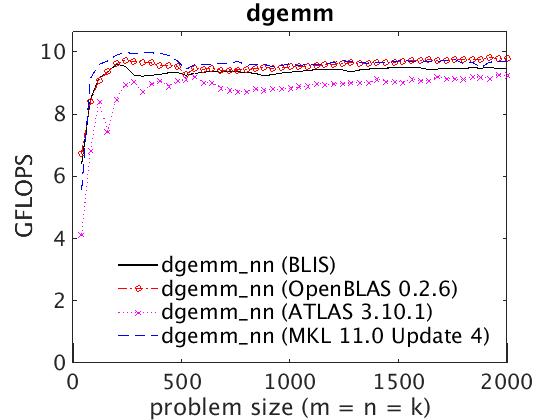 dgemm
10
8
6
4
2
0
GFLOPS
dgemm_nn (BLIS)
dgemm_nn (OpenBLAS 0.2.6)
dgemm_nn (ATLAS 3.10.1)
dgemm_nn (MKL 11.0 Update 4)
0 500 1000 1500 2000
problem size (m = n = k)